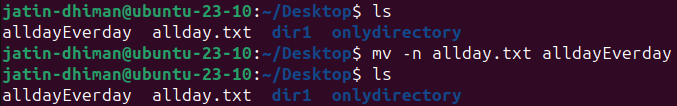 jatin-dhiman@ubuntu-23-10:~/Desktop$ ls
alldayEverday  allday.txt  dir1  onlydirectory
jatin-dhiman@ubuntu-23-10:~/Desktop$ mv -n allday.txt alldayEverday
jatin-dhiman@ubuntu-23-10:~/Desktop$ ls
alldayEverday  allday.txt  dir1  onlydirectory